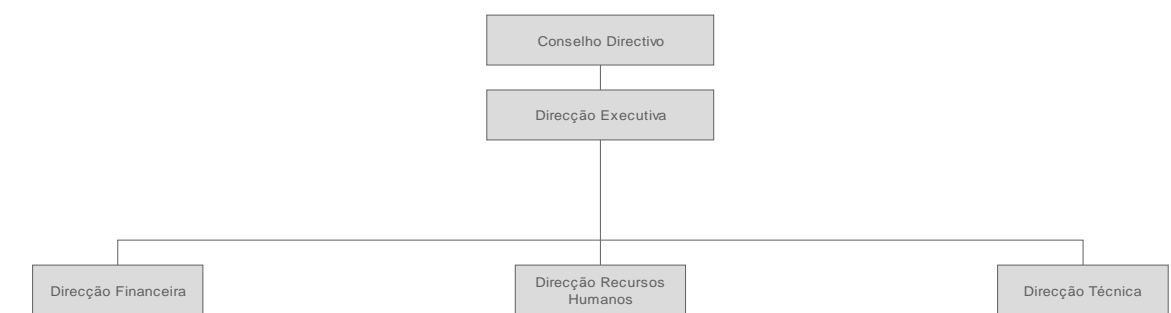 Conselho Directivo
Direcção Executiva
Direcção Financeira
Direcção Recursos
Humanos
Direcção Técnica